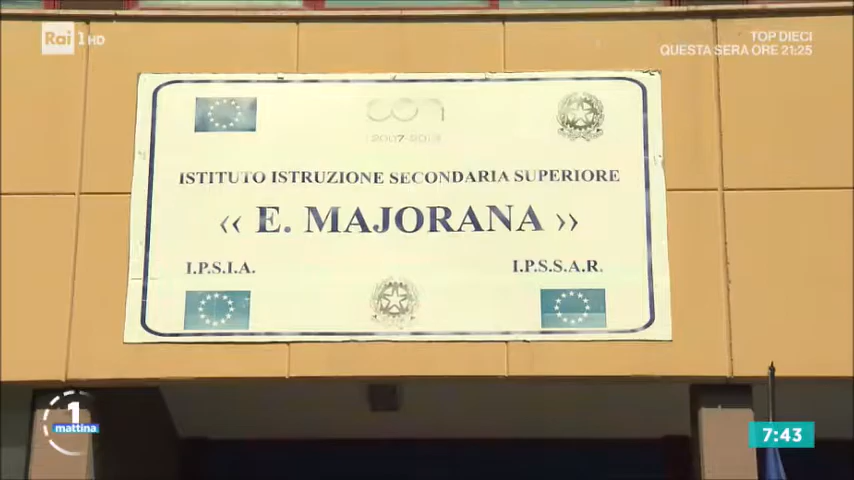 Rai 1 HD
TOP DIECI
QUESTA SERA ORE 21:25
ISTITUTO ISTRUZIONE SECONDARIA SUPERIORE
‹‹ E. MAJORANA ››
I.P.S.I.A.
I.P.S.S.A.R.
1
mattina
7:43